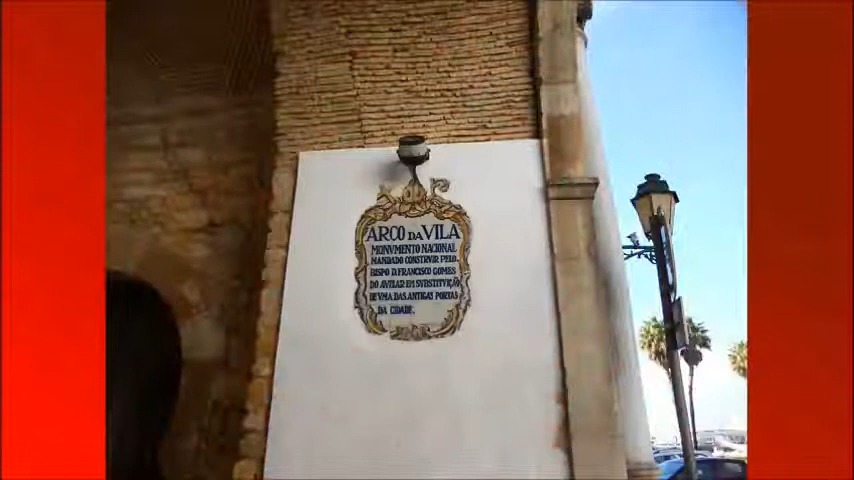 ARCO DA VILA
MONVMENTO NACIONAL
MANDADO CONSTRVIR PELO
BISPO D. FRANCISCO GOMES
DO AVELAR EM SVBSTITVIÇÃO
DE VMA DAS ANTIGAS PORTAS
DA CIDADE.